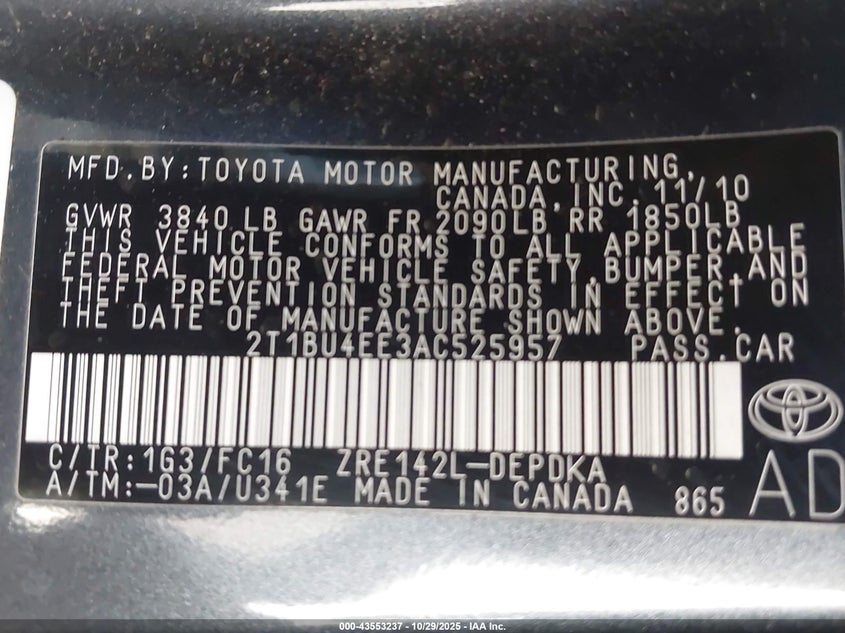 MFD.BY:TOYOTA MOTOR MANUFACTURING,
CANADA, INC. 11/10
GVWR 3840 LB GAWR FR 2090LB RR 1850LB
THIS VEHICLE CONFORMS TO ALL APPLICABLE
FEDERAL MOTOR VEHICLE SAFETY,BUMPER,AND
THEFT PREVENTION STANDARDS IN EFFECT ON
THE DATE OF MANUFACTURE SHOWN ABOVE.
2T1BU4EE3AC525957 PASS.CAR
C/TR:1G3/FC16 ZRE142L-DEPDKA
A/TM:-03A/U341E MADE IN CANADA 865
AD
000-43553237 - 10/29/2025 - IAA Inc.